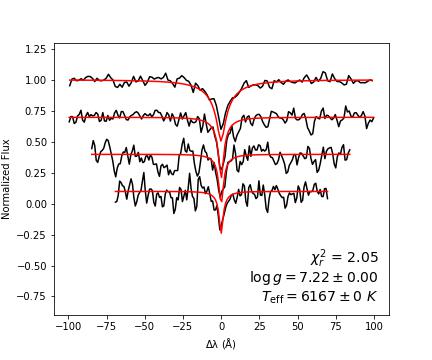 1.25
1.00
0.75
0.50
0.25
0.00
−0.25
−0.50
−0.75
Normalized Flux
χ²ᵣ = 2.05
log g = 7.22±0.00
T_eff = 6167±0 K
−100 −75 −50 −25 0 25 50 75 100
Δλ (Å)